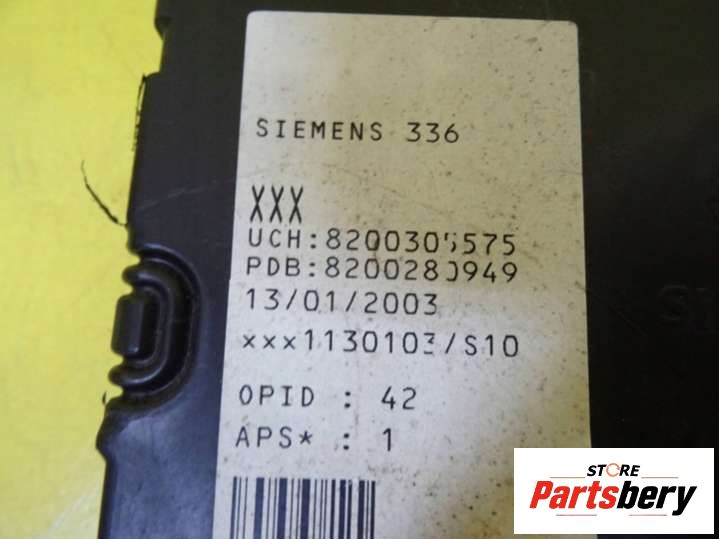 SIEMENS 336
XXX
UCH:8200305575
PDB:8200280949
13/01/2003
xxx1130103/S10
OPID : 42
APS* : 1
STORE
Partsbery